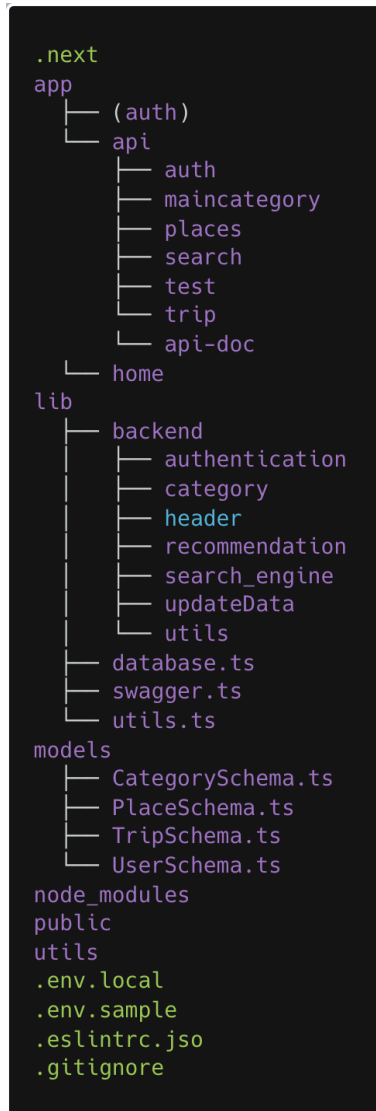 .next
app
├── (auth)
└── api
├── auth
├── maincategory
├── places
├── search
├── test
└── trip
└── api-doc
└── home
lib
├── backend
│ ├── authentication
│ ├── category
│ ├── header
│ ├── recommendation
│ ├── search_engine
│ ├── updateData
│ └── utils
├── database.ts
├── swagger.ts
└── utils.ts
models
├── CategorySchema.ts
├── PlaceSchema.ts
├── TripSchema.ts
└── UserSchema.ts
node_modules
public
utils
.env.local
.env.sample
.eslintrc.jso
.gitignore